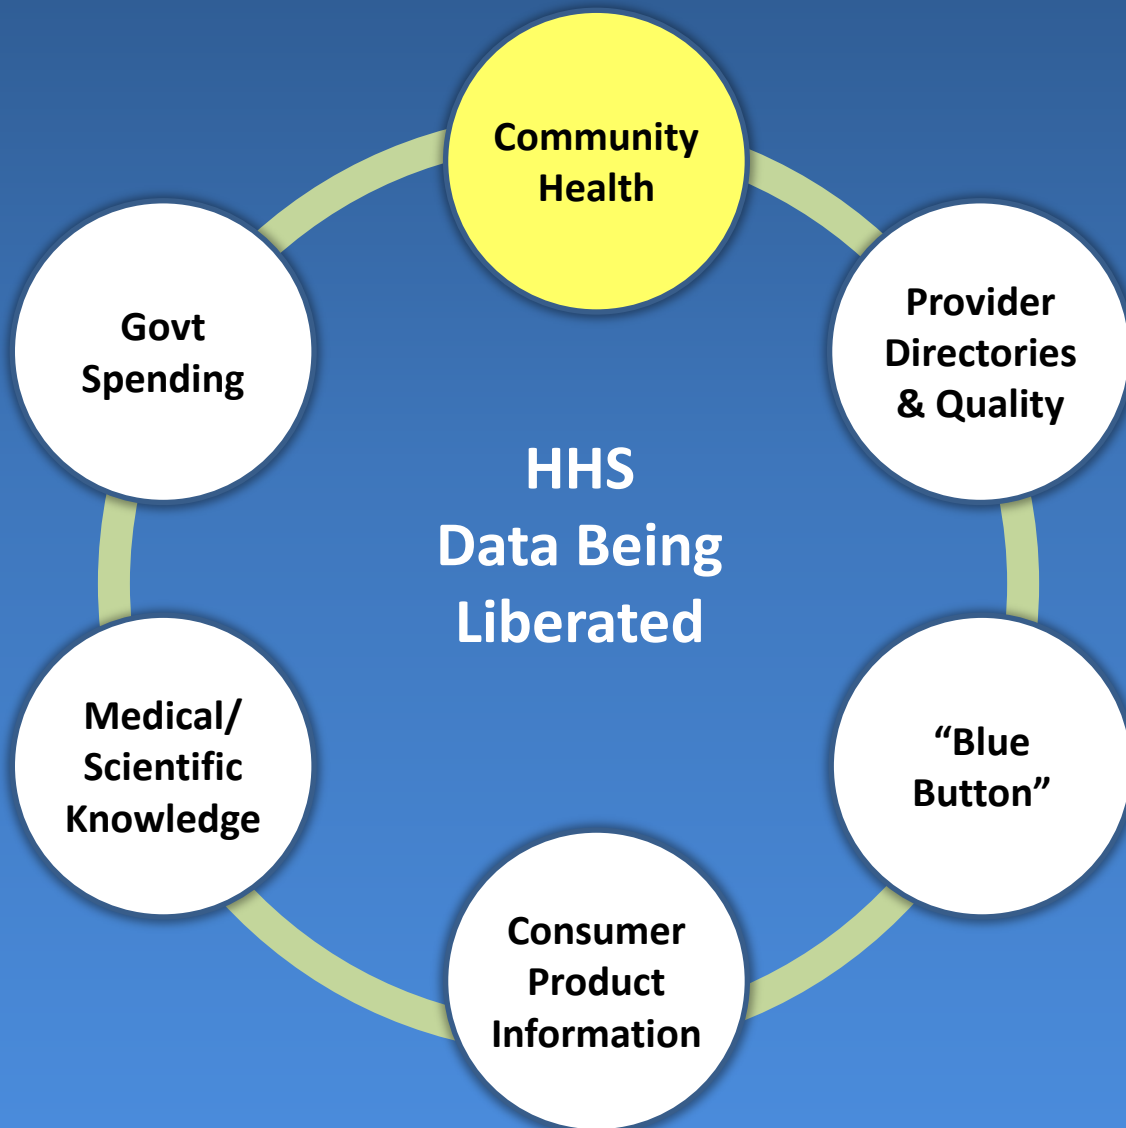 Community
Health
Provider
Directories
& Quality
“Blue
Button”
Consumer
Product
Information
Medical/
Scientific
Knowledge
Govt
Spending
HHS
Data Being
Liberated